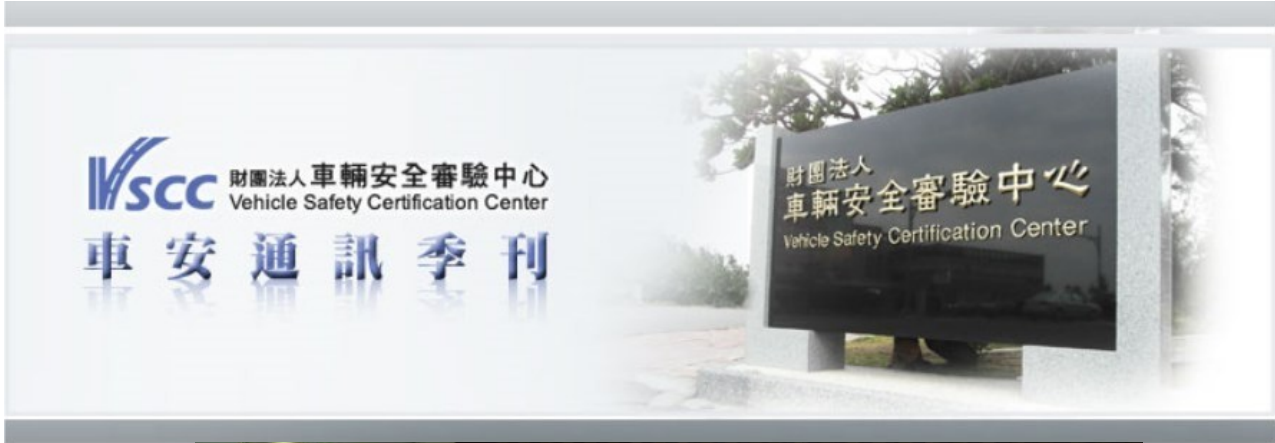 VSCC 財團法人車輛安全審驗中心
Vehicle Safety Certification Center
車安通訊季刊
財團法人
車輛安全審驗中心
Vehicle Safety Certification Center